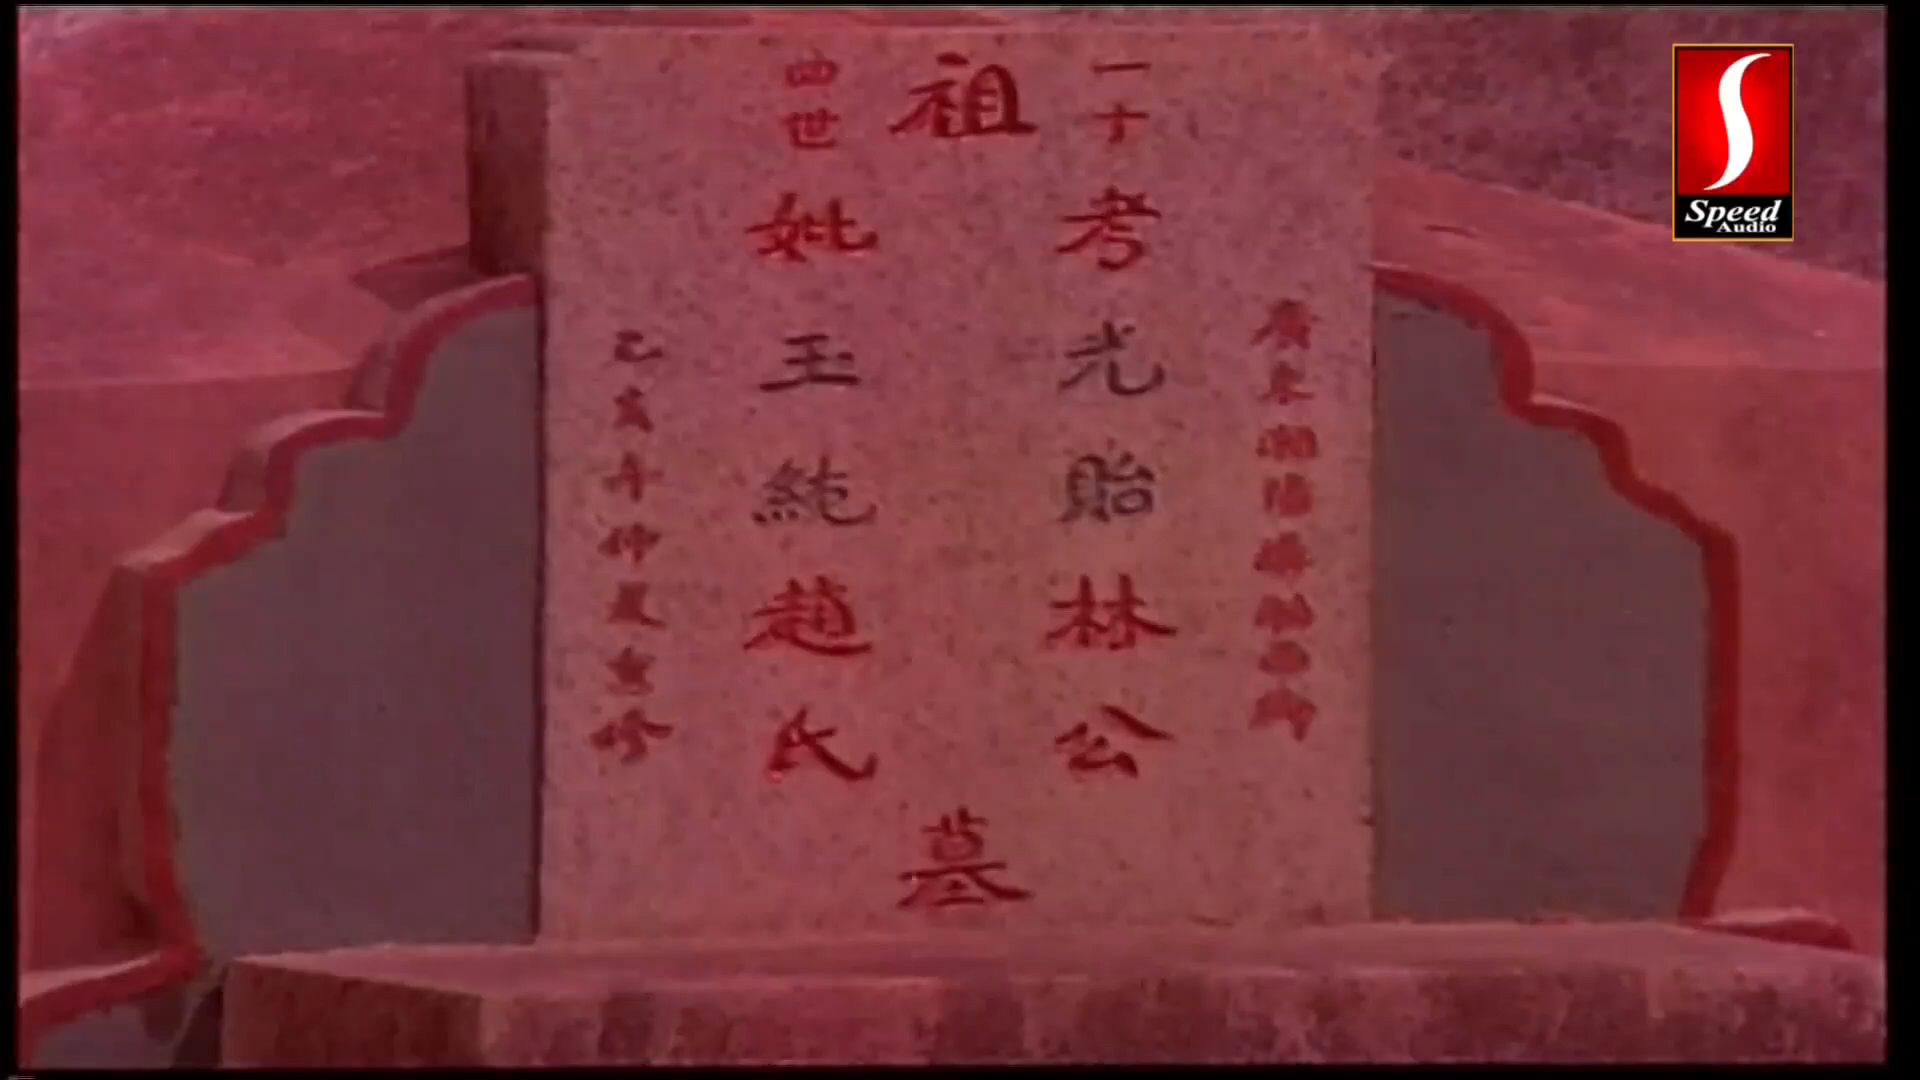 祖
一十
四世
廣東潮陽
考光貽林公
妣玉純趙氏
己亥年仲夏重修
墓
S
Speed
Audio